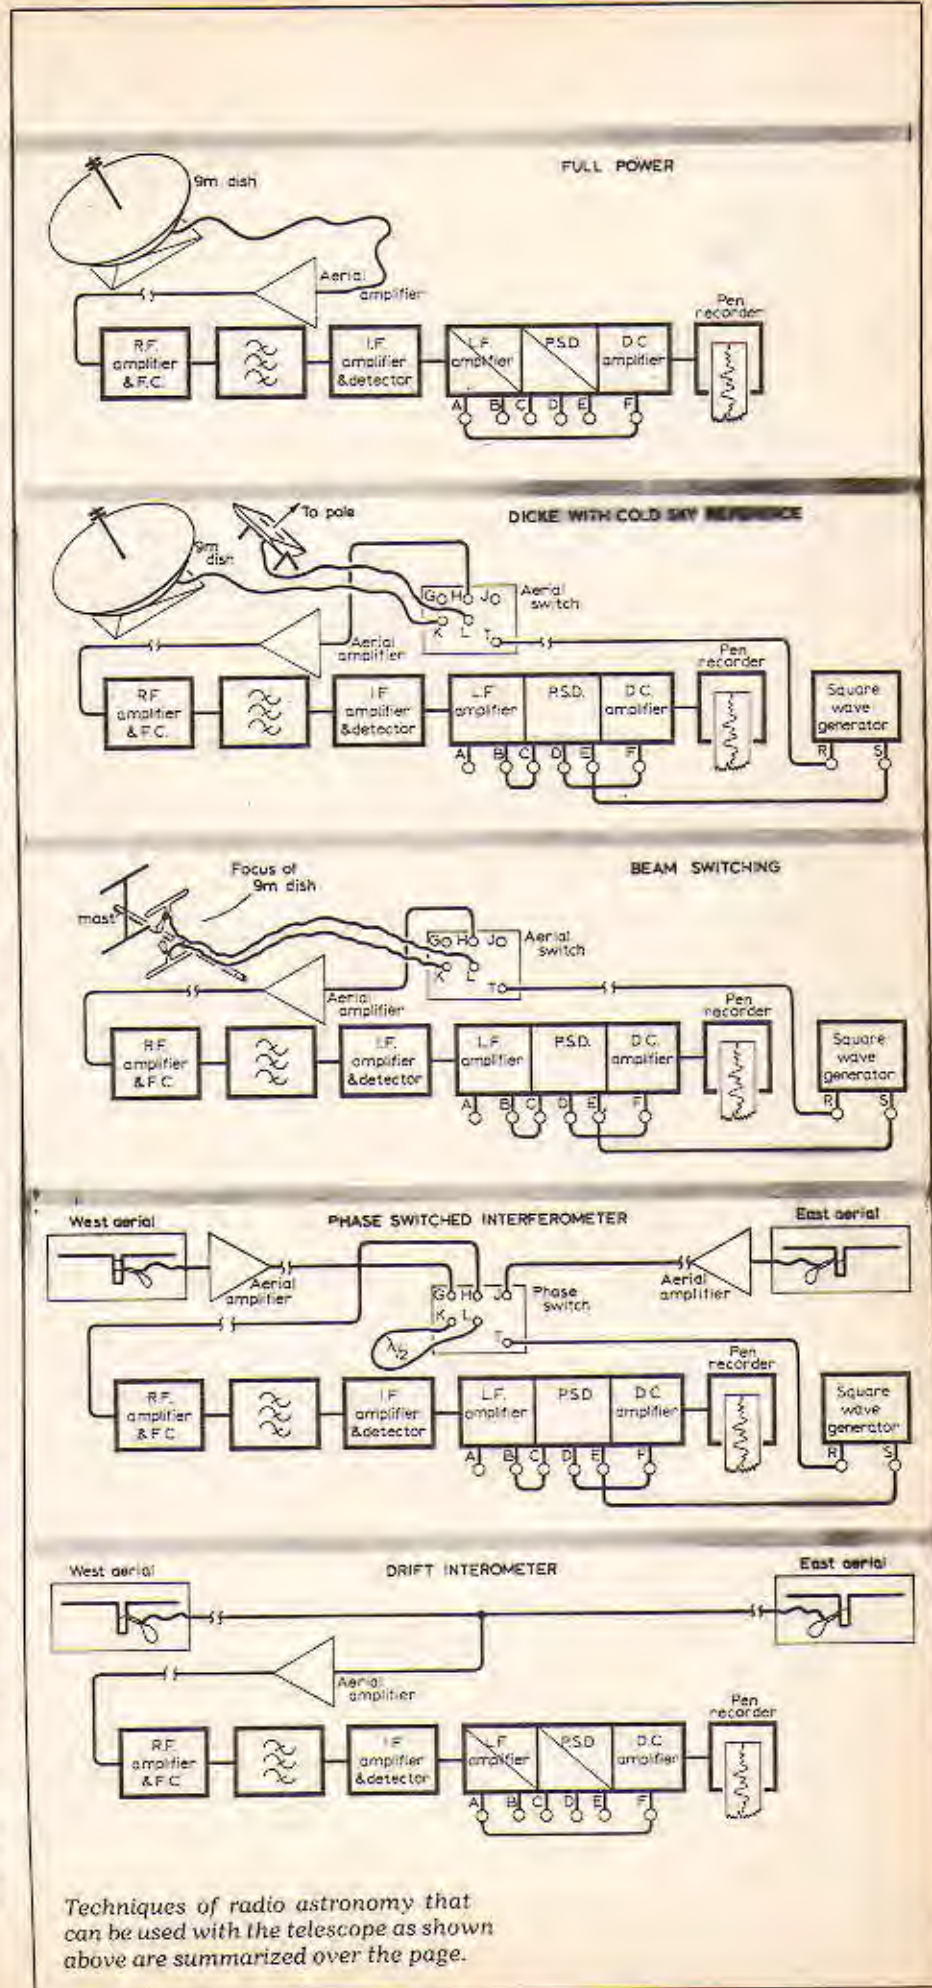 FULL POWER
9m dish
Aerial
amplifier
Pen
recorder
R.F.
amplifier
& F.C.
I.F.
amplifier
& detector
L.F.
amplifier
P.S.D
D C
amplifier
A B C D E F
DICKE WITH COLD SKY REFERENCE
To pole
9m
dish
G H J
K L T
Aerial
switch
Aerial
amplifier
Pen
recorder
R.F.
amplifier
& F.C.
I.F.
amplifier
& detector
L.F.
amplifier
P.S.D.
D C.
amplifier
Square
wave
generator
A B C D E F
R S
BEAM SWITCHING
Focus of
9m dish
mast
G H J
K L
T
Aerial
switch
Aerial
amplifier
Pen
recorder
R.F.
amplifier
& F.C
I.F.
amplifier
& detector
L.F.
amplifier
P.S.D.
D C.
amplifier
Square
wave
generator
A B C D E F
R S
PHASE SWITCHED INTERFEROMETER
West aerial
East aerial
Aerial
amplifier
Aerial
amplifier
G H J
K L
T
Phase
switch
λ/2
Pen
recorder
R.F.
amplifier
& F.C
I.F
amplifier
& detector
L.F.
amplifier
P.S.D
D C
amplifier
Square
wave
generator
A B C D E F
R S
DRIFT INTEROMETER
West aerial
East aerial
Aerial
amplifier
Pen
recorder
R.F.
amplifier
& F.C
I.F
amplifier
& detector
L.F.
amplifier
P.S.D
D.C
amplifier
A B C D E F
Techniques of radio astronomy that
can be used with the telescope as shown
above are summarized over the page.